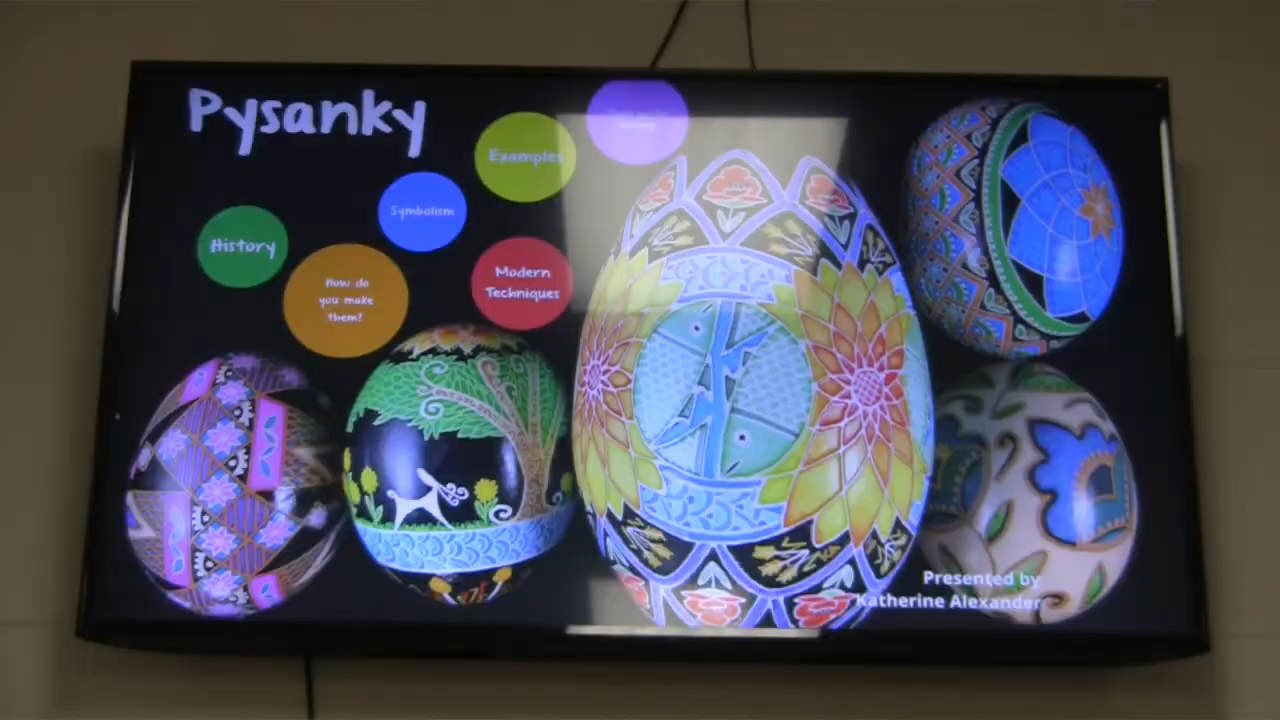 Pysanky
Examples
Symbolism
History
How do
you make
them?
Modern
Techniques
Presented by
Katherine Alexander